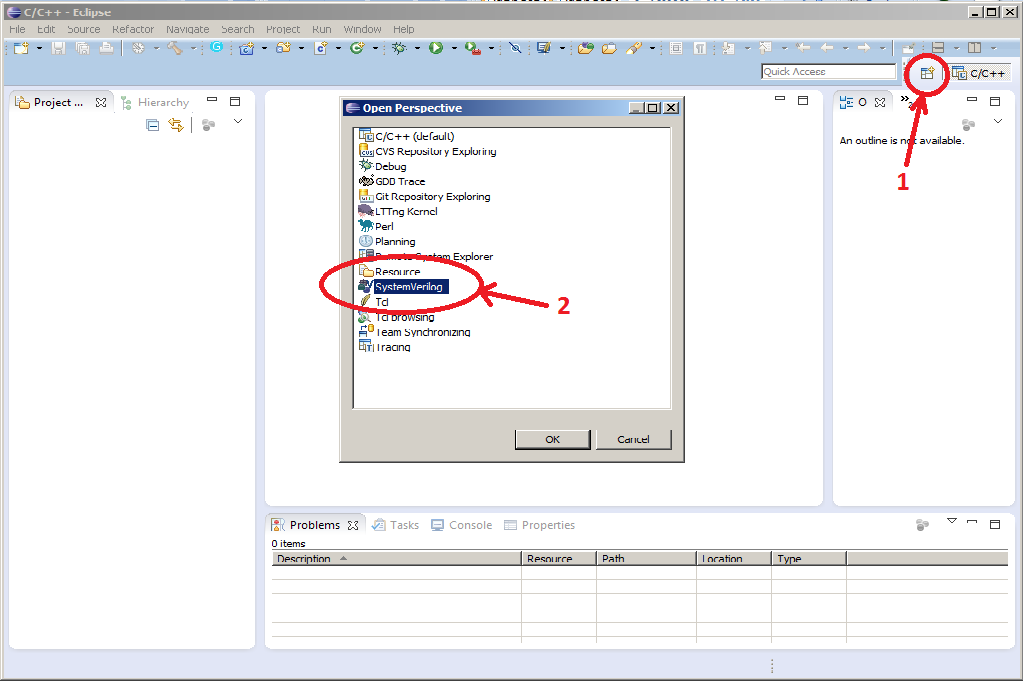 C/C++ - Eclipse
File Edit Source Refactor Navigate Search Project Run Window Help
Quick Access
C/C++
Project ...
Hierarchy
O
An outline is not available.
1
Open Perspective
C/C++ (default)
CVS Repository Exploring
Debug
GDB Trace
Git Repository Exploring
LTTng Kernel
Perl
Planning
Remote System Explorer
Resource
SystemVerilog
Tcl
Tcl Browsing
Team Synchronizing
Tracing
2
OK Cancel
Problems Tasks Console Properties
0 items
Description Resource Path Location Type